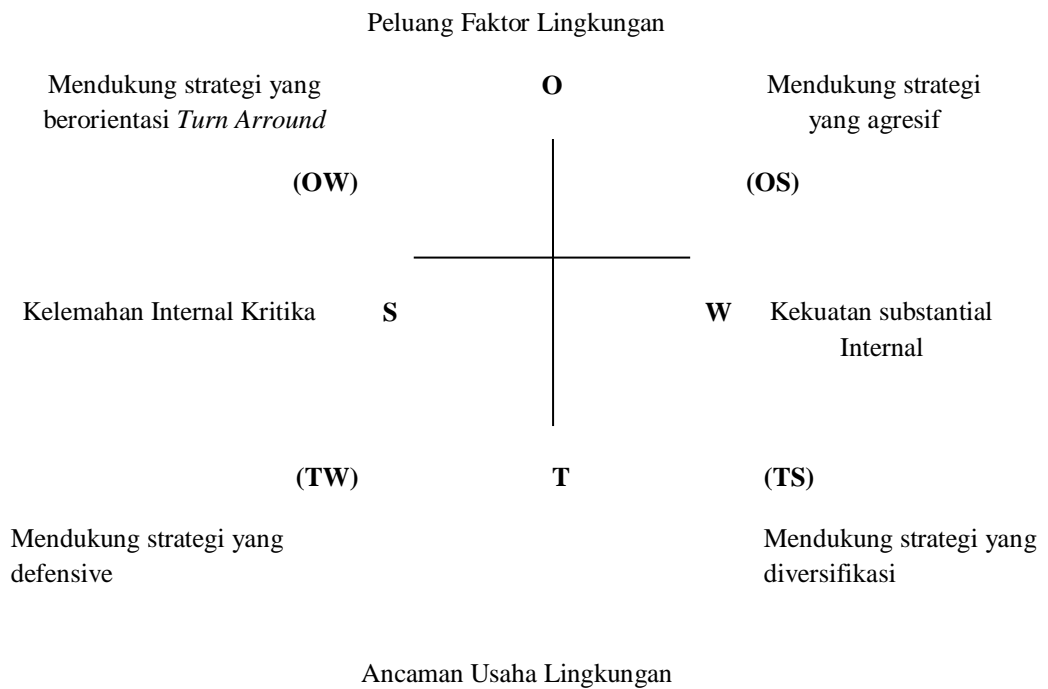 Peluang Faktor Lingkungan
Mendukung strategi yang
berorientasi Turn Arround
O
Mendukung strategi
yang agresif
(OW)
(OS)
Kelemahan Internal Kritika
S
W
Kekuatan substantial
Internal
(TW)
T
(TS)
Mendukung strategi yang
defensive
Mendukung strategi yang
diversifikasi
Ancaman Usaha Lingkungan